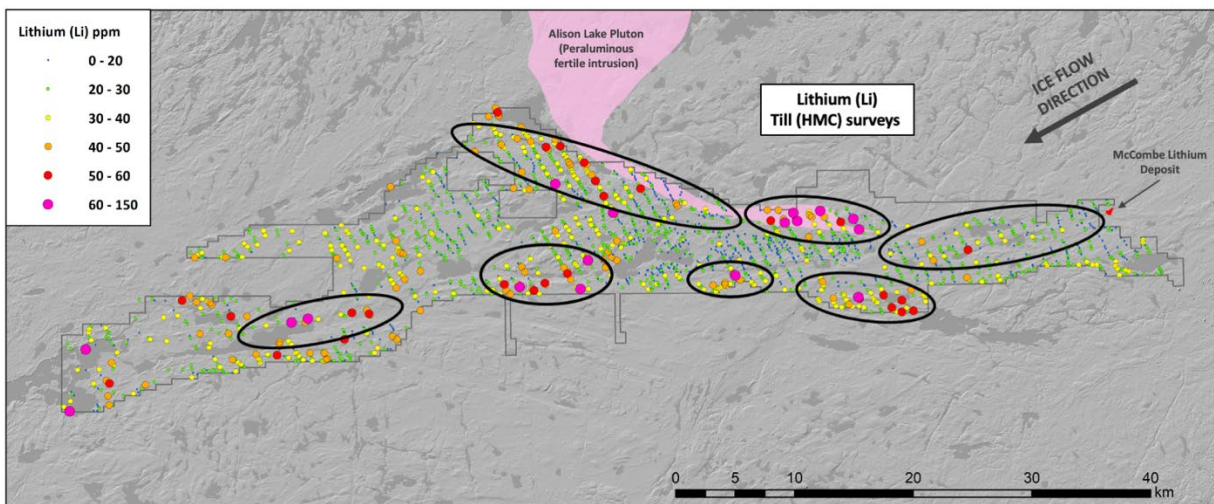 Lithium (Li) ppm
0 - 20
20 - 30
30 - 40
40 - 50
50 - 60
60 - 150
Alison Lake Pluton
(Peraluminous
fertile intrusion)
Lithium (Li)
Till (HMC) surveys
ICE FLOW
DIRECTION
McCombe Lithium
Deposit
0 5 10 20 30 40
km